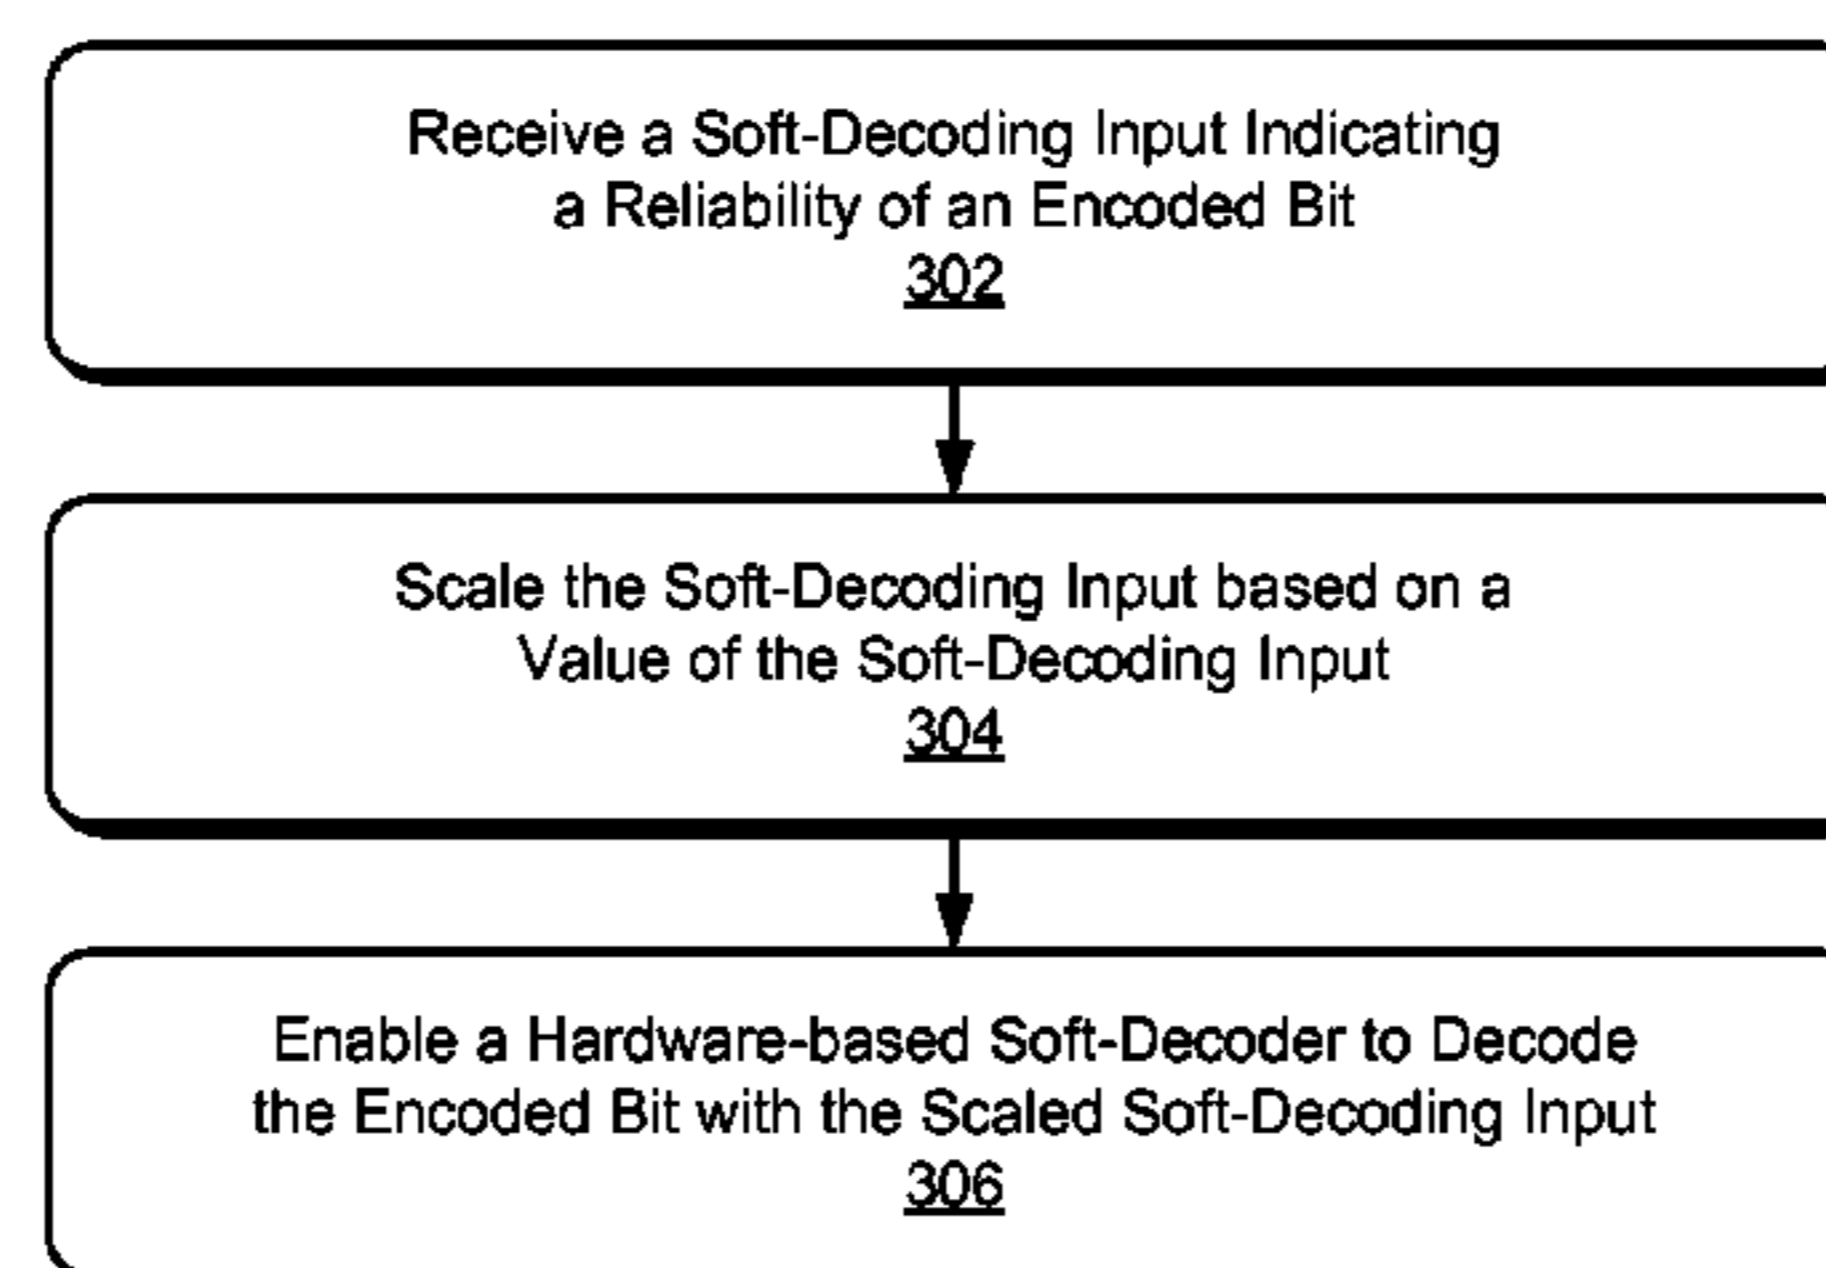 Receive a Soft-Decoding Input Indicating
a Reliability of an Encoded Bit
302
Scale the Soft-Decoding Input based on a
Value of the Soft-Decoding Input
304
Enable a Hardware-based Soft-Decoder to Decode
the Encoded Bit with the Scaled Soft-Decoding Input
306